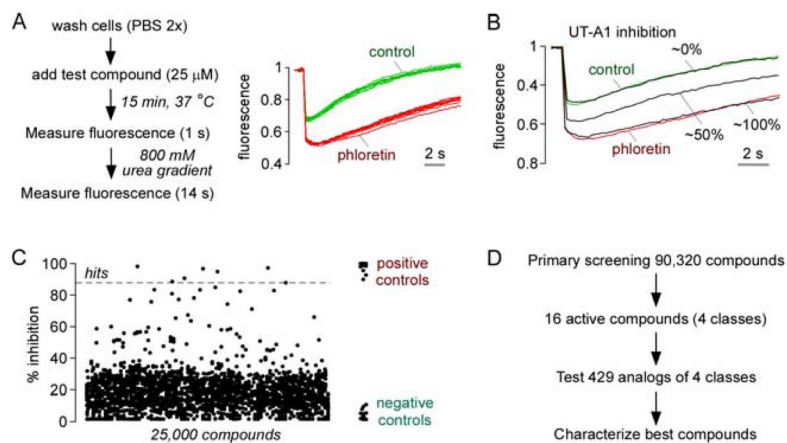 A
wash cells (PBS 2x)
add test compound (25 µM)
15 min, 37 °C
Measure fluorescence (1 s)
800 mM
urea gradient
Measure fluorescence (14 s)
fluorescence
1
0.8
0.6
0.4
control
phloretin
2 s
B
UT-A1 inhibition
fluorescence
1
0.4
0.6
0.8
control
~0%
~50%
~100%
phloretin
2 s
C
% inhibition
100
80
60
40
20
0
hits
25,000 compounds
positive
controls
negative
controls
D
Primary screening 90,320 compounds
16 active compounds (4 classes)
Test 429 analogs of 4 classes
Characterize best compounds